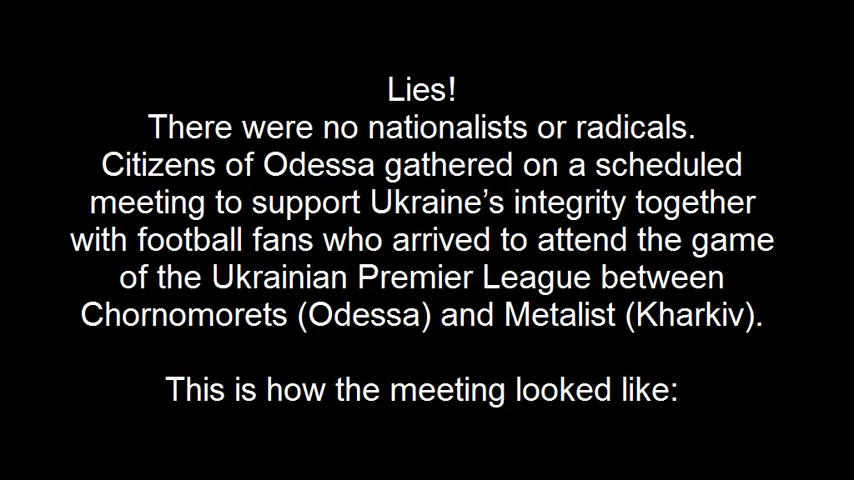 Lies!
There were no nationalists or radicals.
Citizens of Odessa gathered on a scheduled
meeting to support Ukraine's integrity together
with football fans who arrived to attend the game
of the Ukrainian Premier League between
Chornomorets (Odessa) and Metalist (Kharkiv).
This is how the meeting looked like: